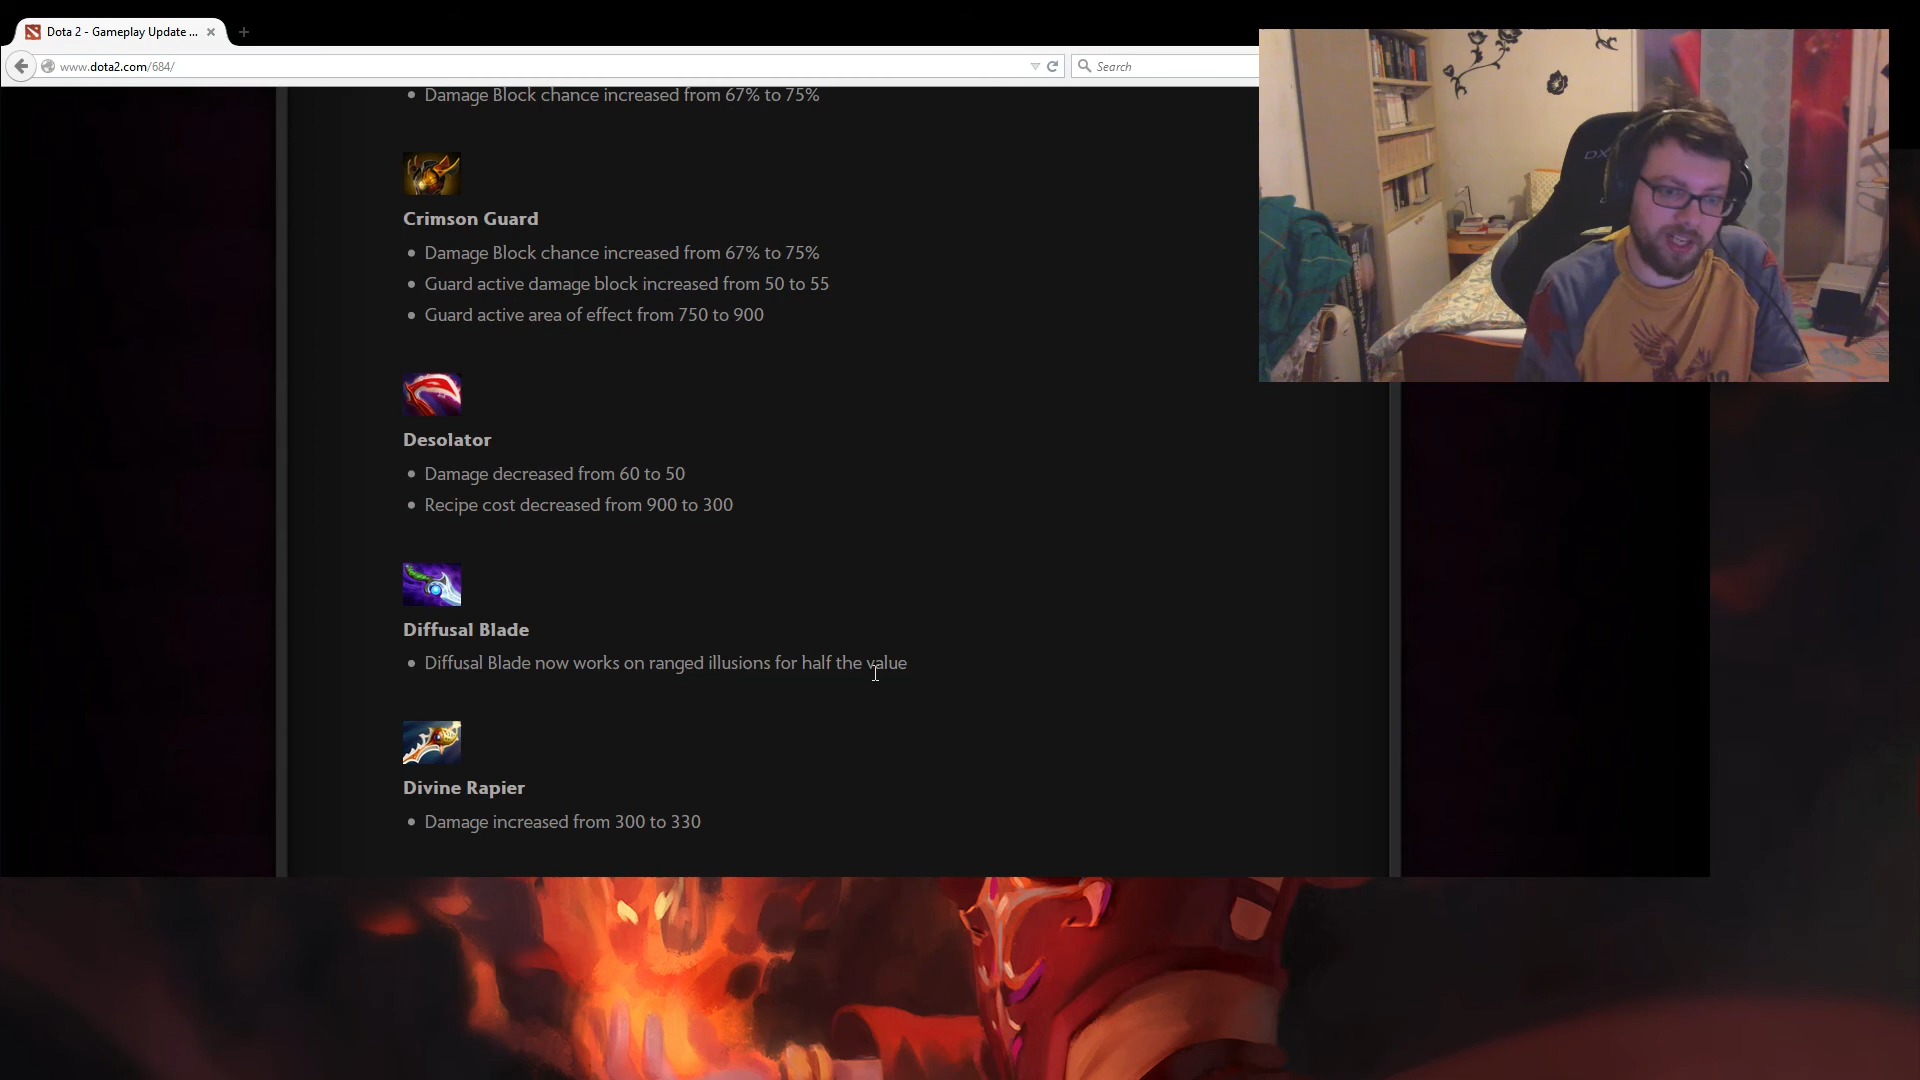 Dota 2 - Gameplay Update ...
www.dota2.com/684/
Search
Damage Block chance increased from 67% to 75%
Crimson Guard
Damage Block chance increased from 67% to 75%
Guard active damage block increased from 50 to 55
Guard active area of effect from 750 to 900
Desolator
Damage decreased from 60 to 50
Recipe cost decreased from 900 to 300
Diffusal Blade
Diffusal Blade now works on ranged illusions for half the value
Divine Rapier
Damage increased from 300 to 330